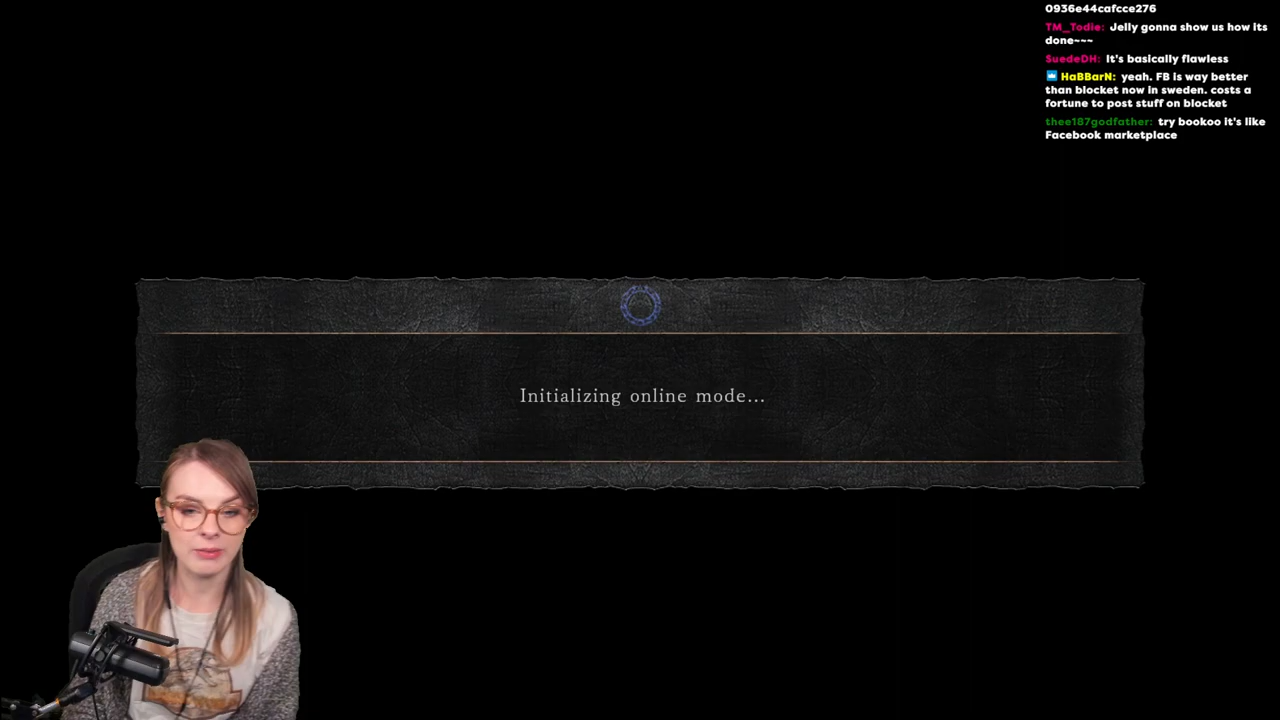 0936e44cafcce276
TM_Todie: Jelly gonna show us how its
done~~~
SuedeDH: It's basically flawless
HaBBarN: yeah. FB is way better
than blocket now in sweden. costs a
fortune to post stuff on blocket
thee187godfather: try bookoo it's like
Facebook marketplace
Initializing online mode...